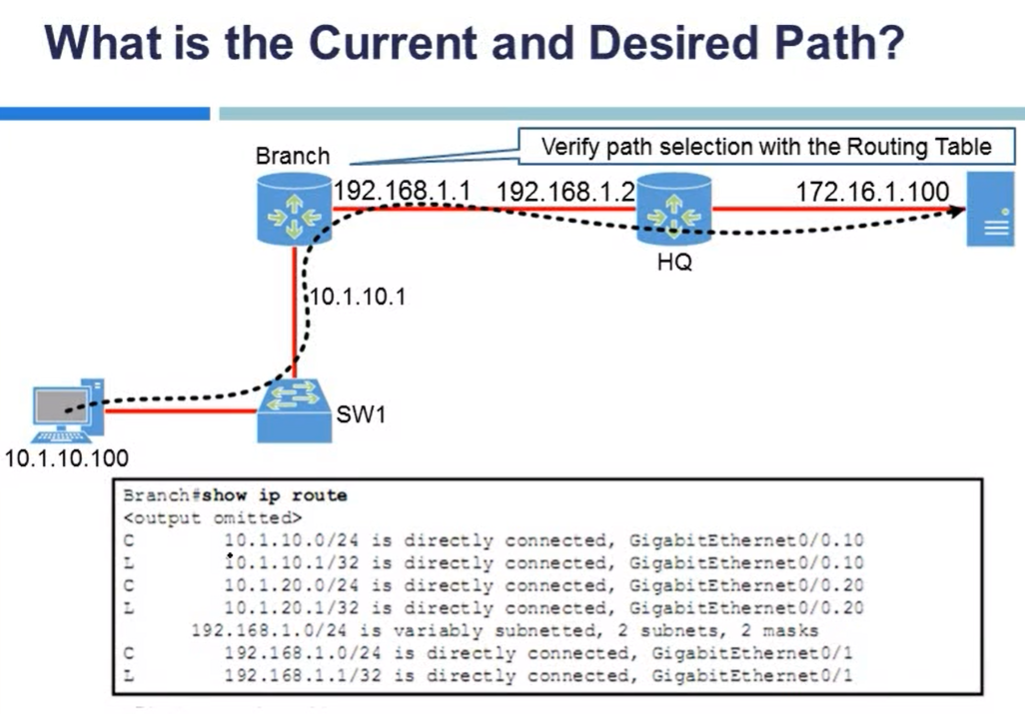 What is the Current and Desired Path?
Verify path selection with the Routing Table
Branch
192.168.1.1 192.168.1.2 172.16.1.100
HQ
10.1.10.1
SW1
10.1.10.100
Branch#show ip route
<output omitted>
C 10.1.10.0/24 is directly connected, GigabitEthernet0/0.10
L 10.1.10.1/32 is directly connected, GigabitEthernet0/0.10
C 10.1.20.0/24 is directly connected, GigabitEthernet0/0.20
L 10.1.20.1/32 is directly connected, GigabitEthernet0/0.20
192.168.1.0/24 is variably subnetted, 2 subnets, 2 masks
C 192.168.1.0/24 is directly connected, GigabitEthernet0/1
L 192.168.1.1/32 is directly connected, GigabitEthernet0/1